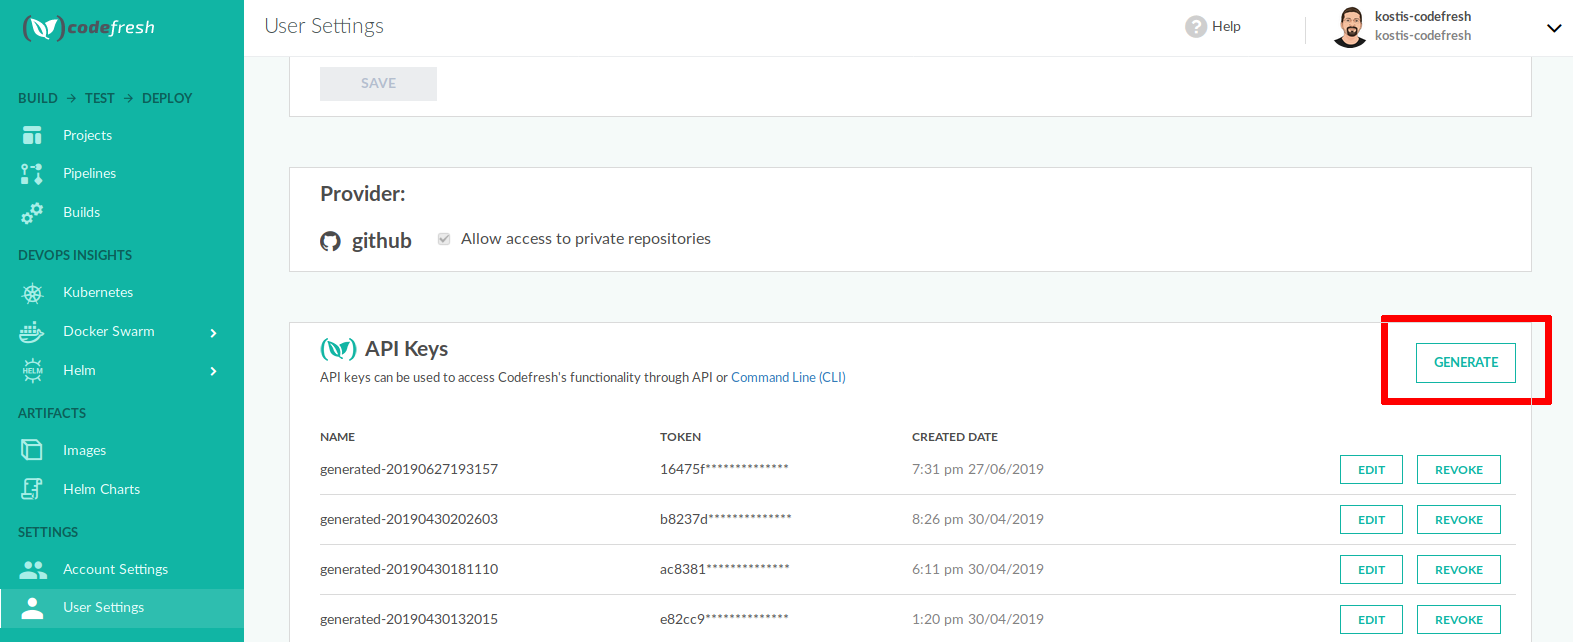 codefresh
User Settings
? Help
kostis-codefresh
kostis-codefresh
BUILD → TEST → DEPLOY
Projects
Pipelines
Builds
DEVOPS INSIGHTS
Kubernetes
Docker Swarm
HELM Helm
ARTIFACTS
Images
Helm Charts
SETTINGS
Account Settings
User Settings
SAVE
Provider:
github Allow access to private repositories
API Keys
GENERATE
API keys can be used to access Codefresh's functionality through API or Command Line (CLI)
NAME TOKEN CREATED DATE
generated-20190627193157 16475f************** 7:31 pm 27/06/2019 EDIT REVOKE
generated-20190430202603 b8237d************** 8:26 pm 30/04/2019 EDIT REVOKE
generated-20190430181110 ac8381************** 6:11 pm 30/04/2019 EDIT REVOKE
generated-20190430132015 e82cc9************** 1:20 pm 30/04/2019 EDIT REVOKE